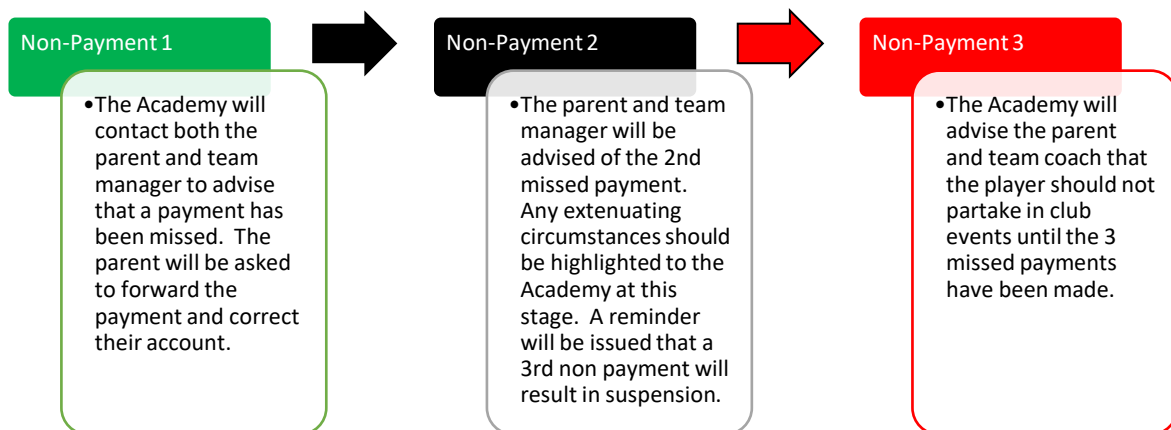 Non-Payment 1
•The Academy will
contact both the
parent and team
manager to advise
that a payment has
been missed.  The
parent will be asked
to forward the
payment and correct
their account.
Non-Payment 2
•The parent and team
manager will be
advised of the 2nd
missed payment.
Any extenuating
circumstances should
be highlighted to the
Academy at this
stage.  A reminder
will be issued that a
3rd non payment will
result in suspension.
Non-Payment 3
•The Academy will
advise the parent
and team coach that
the player should not
partake in club
events until the 3
missed payments
have been made.